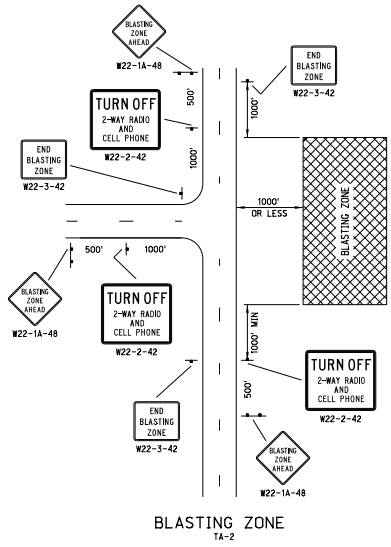 BLASTING
ZONE
AHEAD
W22-1A-48
500'
END
BLASTING
ZONE
W22-3-42
1000'
TURN OFF
2-WAY RADIO
AND
CELL PHONE
W22-2-42
1000'
END
BLASTING
ZONE
W22-3-42
1000'
OR LESS
BLASTING ZONE
500'
1000'
BLASTING
ZONE
AHEAD
W22-1A-48
TURN OFF
2-WAY RADIO
AND
CELL PHONE
W22-2-42
1000' MIN
TURN OFF
2-WAY RADIO
AND
CELL PHONE
W22-2-42
500'
END
BLASTING
ZONE
W22-3-42
BLASTING
ZONE
AHEAD
W22-1A-48
BLASTING ZONE
TA-2